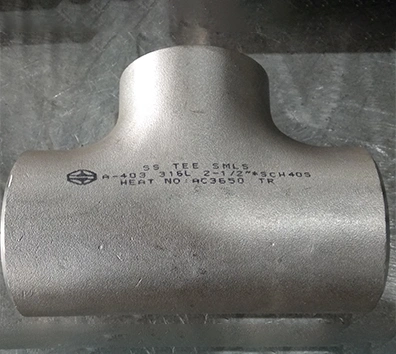 SS TEE SMLS
A-403 316L 2-1/2"*SCH40S
HEAT NO:AC3650 TR